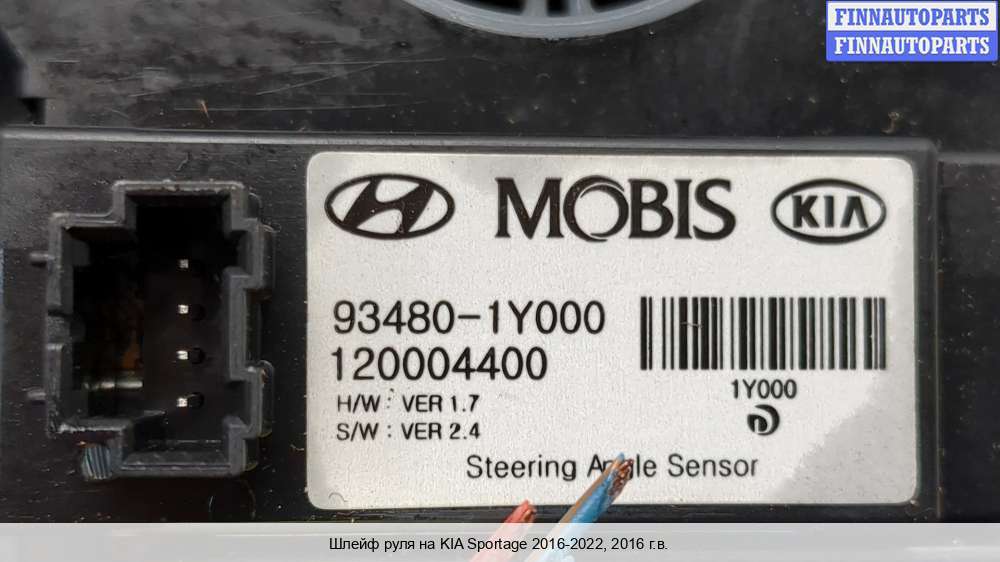 FINNAUTOPARTS
FINNAUTOPARTS
MOBIS KIA
93480-1Y000
120004400
1Y000
H/W : VER 1.7
S/W : VER 2.4
Steering Angle Sensor
Шлейф руля на KIA Sportage 2016-2022, 2016 г.в.